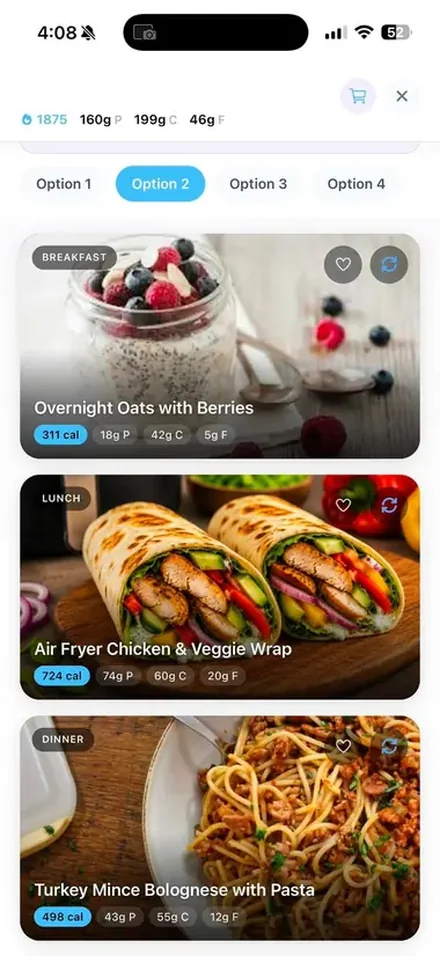 4:08
52
1875 160g P 199g C 46g F
Option 1 Option 2 Option 3 Option 4
BREAKFAST
Overnight Oats with Berries
311 cal 18g P 42g C 5g F
LUNCH
Air Fryer Chicken & Veggie Wrap
724 cal 74g P 60g C 20g F
DINNER
Turkey Mince Bolognese with Pasta
498 cal 43g P 55g C 12g F